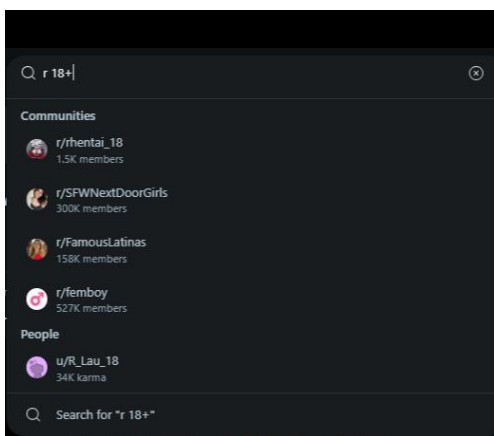 r 18+
Communities
r/rhentai_18
1.5K members
r/SFWNextDoorGirls
300K members
r/FamousLatinas
158K members
r/femboy
527K members
People
u/R_Lau_18
34K karma
Search for "r 18+"